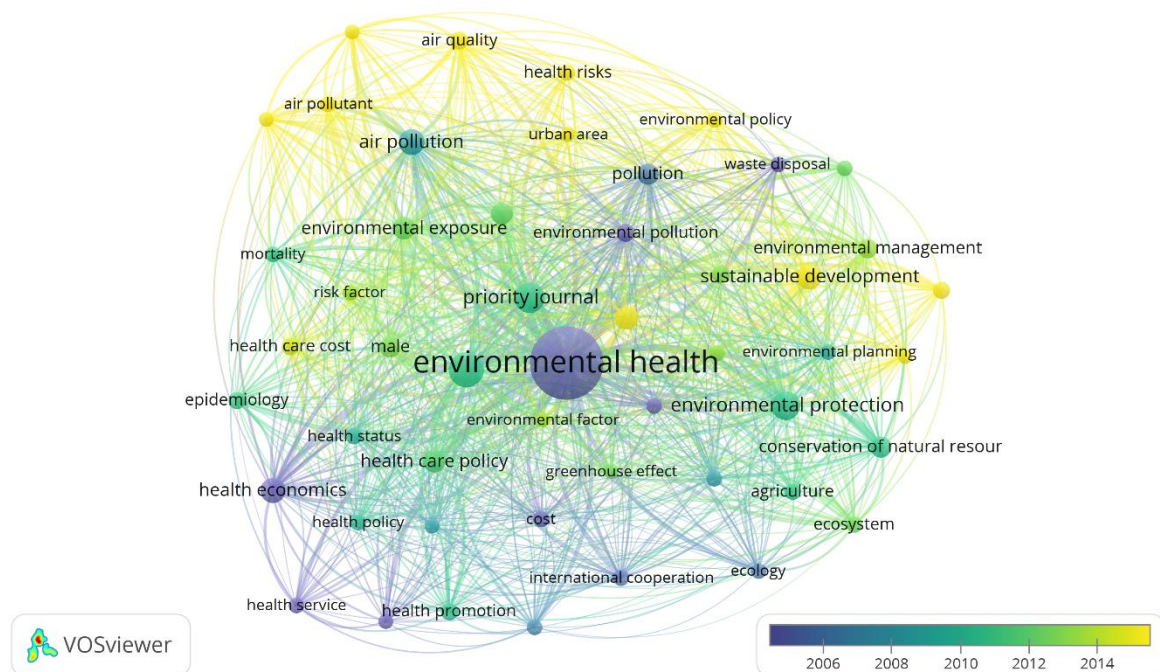 air quality
health risks
air pollutant
environmental policy
urban area
air pollution
waste disposal
pollution
environmental exposure
environmental pollution
environmental management
mortality
sustainable development
risk factor
priority journal
health care cost
male
environmental planning
environmental health
epidemiology
environmental protection
environmental factor
health status
conservation of natural resour
health care policy
greenhouse effect
health economics
agriculture
health policy
cost
ecosystem
international cooperation
ecology
health service
health promotion
VOSviewer
2006 2008 2010 2012 2014